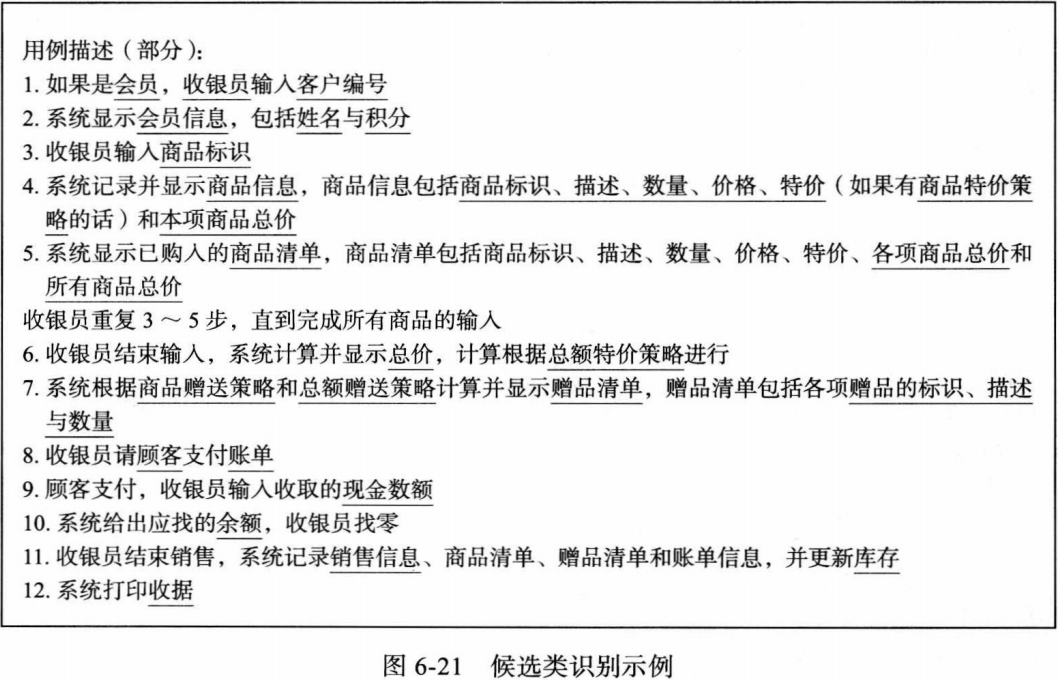 用例描述（部分）：
1. 如果是会员，收银员输入客户编号
2. 系统显示会员信息，包括姓名与积分
3. 收银员输入商品标识
4. 系统记录并显示商品信息，商品信息包括商品标识、描述、数量、价格、特价（如果有商品特价策
略的话）和本项商品总价
5. 系统显示已购入的商品清单，商品清单包括商品标识、描述、数量、价格、特价、各项商品总价和
所有商品总价
收银员重复 3～5 步，直到完成所有商品的输入
6. 收银员结束输入，系统计算并显示总价，计算根据总额特价策略进行
7. 系统根据商品赠送策略和总额赠送策略计算并显示赠品清单，赠品清单包括各项赠品的标识、描述
与数量
8. 收银员请顾客支付账单
9. 顾客支付，收银员输入收取的现金数额
10. 系统给出应找的余额，收银员找零
11. 收银员结束销售，系统记录销售信息、商品清单、赠品清单和账单信息，并更新库存
12. 系统打印收据
图 6-21 候选类识别示例